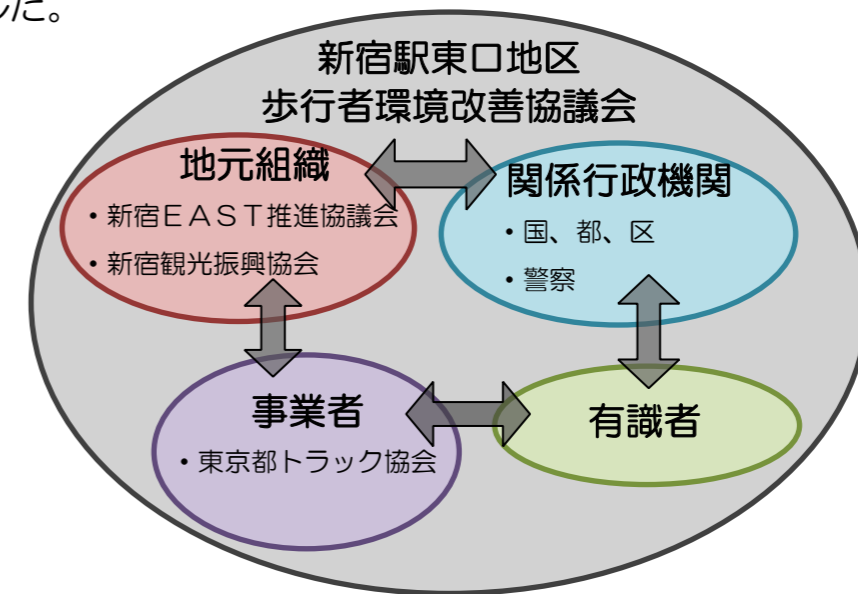 した。
新宿駅東口地区
歩行者環境改善協議会
地元組織
・新宿ＥＡＳＴ推進協議会
・新宿観光振興協会
関係行政機関
・国、都、区
・警察
事業者
・東京都トラック協会
有識者